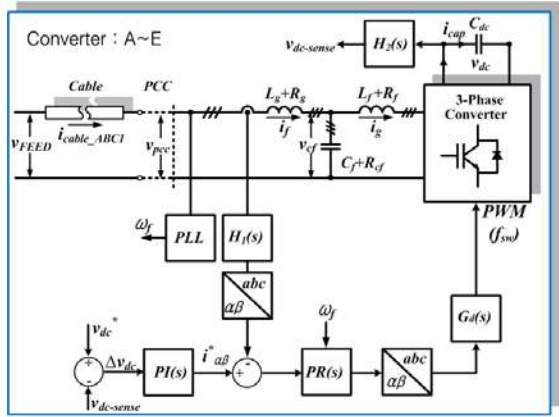 Converter : A~E
i_cap
C_dc
v_dc-sense
H₂(s)
v_dc
Cable
PCC
L_g+R_g
L_f+R_f
3-Phase
Converter
v_FEED
i_cable_ABC1
v_pcc
i_f
v_cf
i_g
C_f+R_cf
ω_f
PLL
H₁(s)
PWM
(f_sw)
abc
αβ
G_d(s)
v_dc*
ω_f
+
-
Δv_dc
PI(s)
i*_αβ
+
-
PR(s)
abc
αβ
v_dc-sense